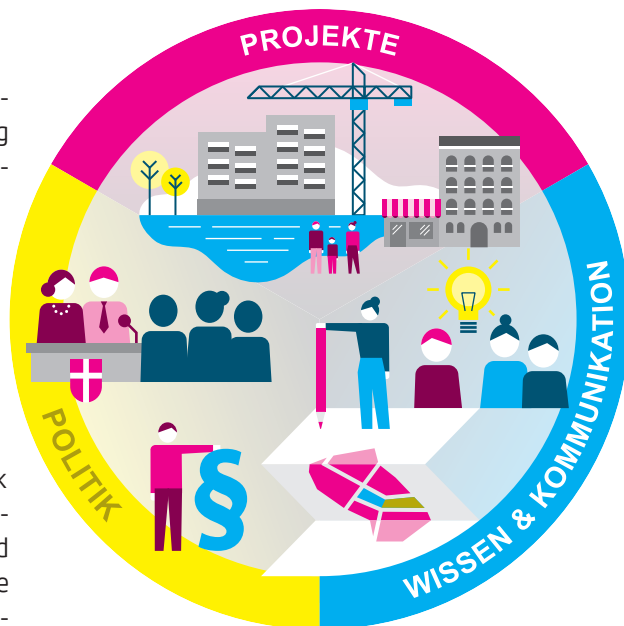 PROJEKTE
-
g
-
WISSEN & KOMMUNIKATION
POLITIK
§
k
-
d
e
-